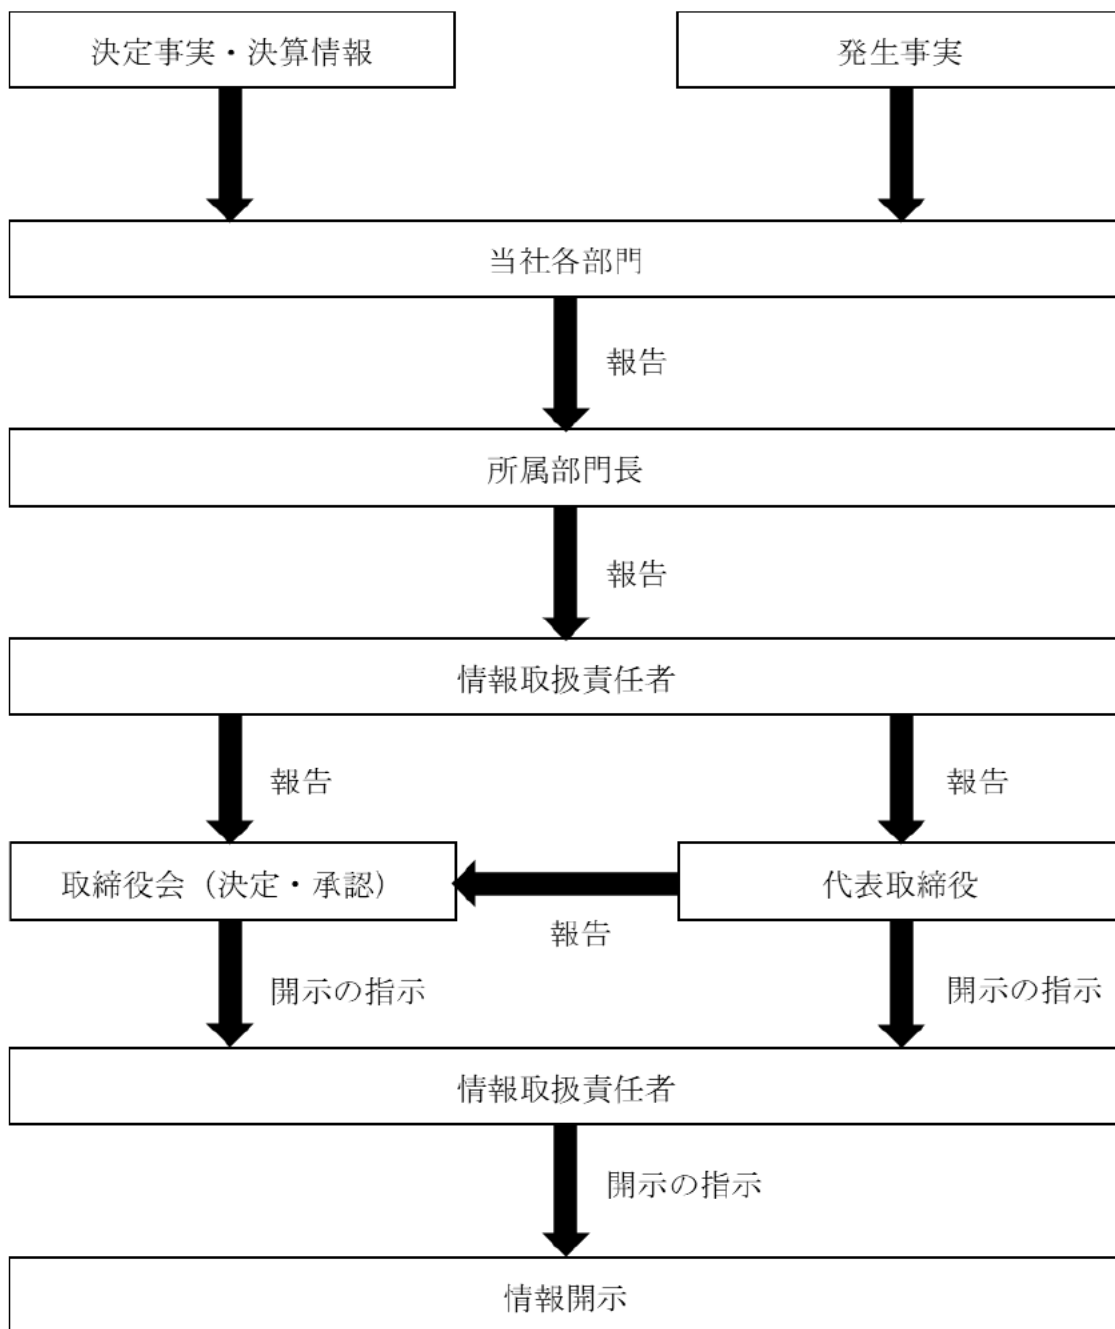 決定事実・決算情報
発生事実
当社各部門
報告
所属部門長
報告
情報取扱責任者
報告
報告
取締役会（決定・承認）
代表取締役
報告
開示の指示
開示の指示
情報取扱責任者
開示の指示
情報開示